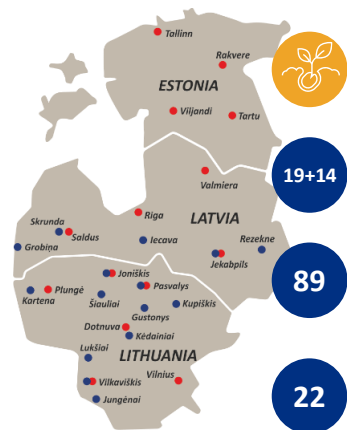 Tallinn
Rakvere
ESTONIA
Viljandi
Tartu
19+14
Valmiera
Skrunda
Riga
LATVIA
Saldus
Iecava
Rezekne
Grobiņa
Jekabpils
89
Joniškis
Kartena
Plungė
Pasvalys
Šiauliai
Kupiškis
Gustonys
Dotnuva
Kėdainiai
Lukšiai
LITHUANIA
Vilkaviškis
Vilnius
Jungėnai
22